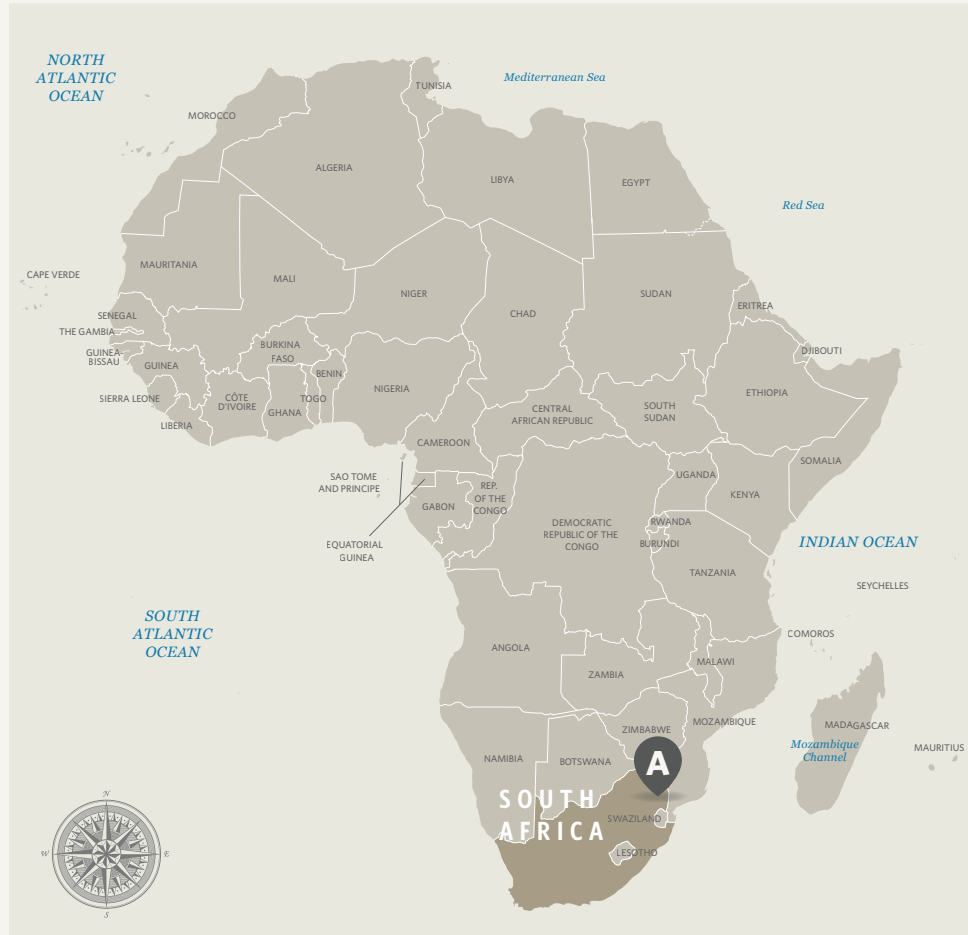 NORTH
ATLANTIC
OCEAN
Mediterranean Sea
TUNISIA
MOROCCO
ALGERIA
LIBYA
EGYPT
Red Sea
MAURITANIA
MALI
NIGER
CHAD
SUDAN
ERITREA
CAPE VERDE
SENEGAL
THE GAMBIA
GUINEA-
BISSAU
GUINEA
BURKINA
FASO
BENIN
NIGERIA
DJIBOUTI
ETHIOPIA
SIERRA LEONE
CÔTE
D'IVOIRE
TOGO
GHANA
LIBERIA
CENTRAL
AFRICAN REPUBLIC
SOUTH
SUDAN
CAMEROON
SOMALIA
SAO TOME
AND PRINCIPE
REP.
OF THE
CONGO
GABON
UGANDA
KENYA
EQUATORIAL
GUINEA
DEMOCRATIC
REPUBLIC OF THE
CONGO
RWANDA
BURUNDI
INDIAN OCEAN
TANZANIA
SEYCHELLES
SOUTH
ATLANTIC
OCEAN
ANGOLA
COMOROS
ZAMBIA
MALAWI
MOZAMBIQUE
MADAGASCAR
ZIMBABWE
Mozambique
Channel
MAURITIUS
NAMIBIA
BOTSWANA
A
SOUTH
AFRICA
SWAZILAND
LESOTHO
N
W
E
S